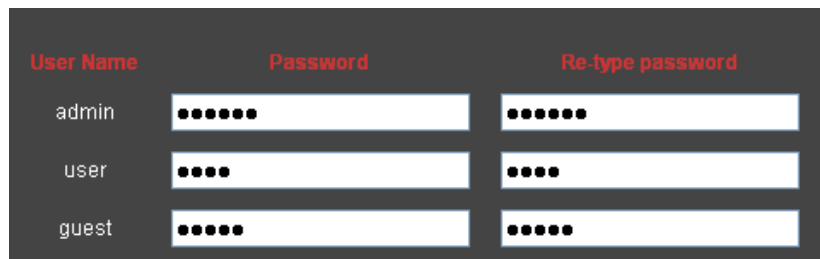 User Name Password Re-type password
admin ●●●●●● ●●●●●●
user ●●●● ●●●●
guest ●●●●● ●●●●●